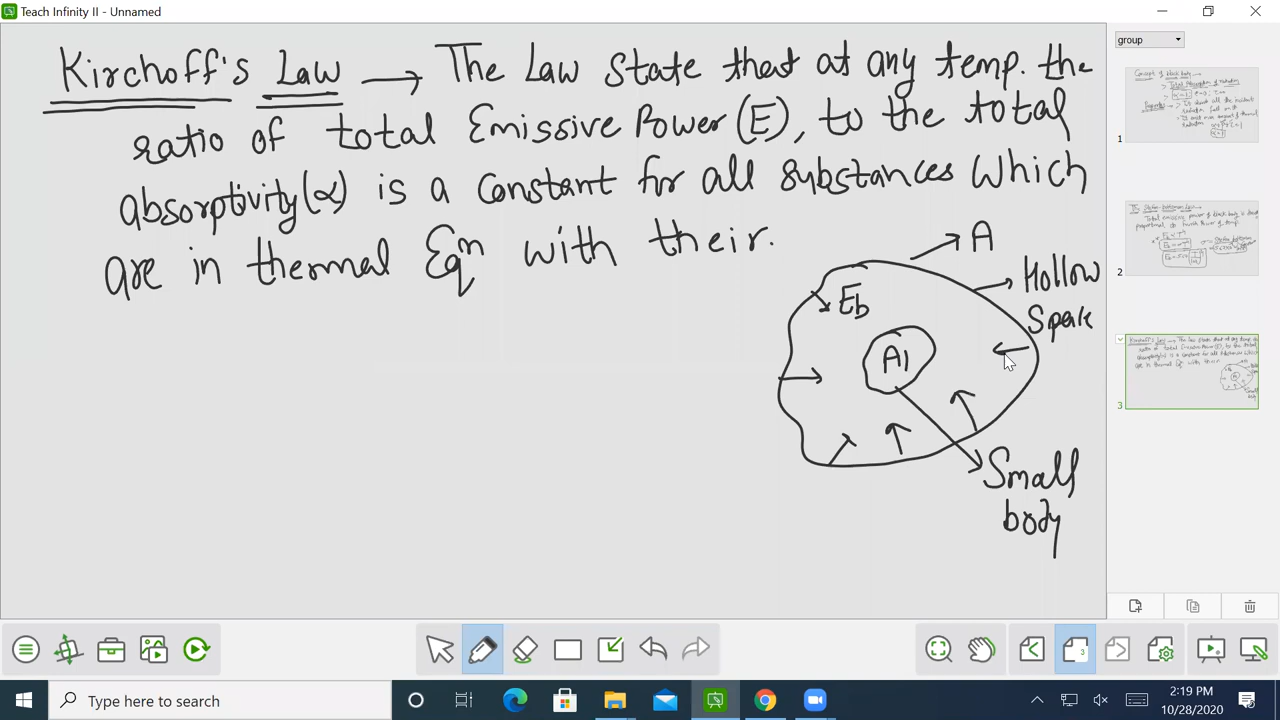 Teach Infinity II - Unnamed
Kirchoff's Law → The Law State that at any temp. the
ratio of total Emissive Power (E), to the total
absorptivity(α) is a constant for all substances which
are in thermal Eqn with their.
A
Hollow
Speak
Eb
A1
Small
body
group
1
2
3
3
Type here to search
2:19 PM
10/28/2020